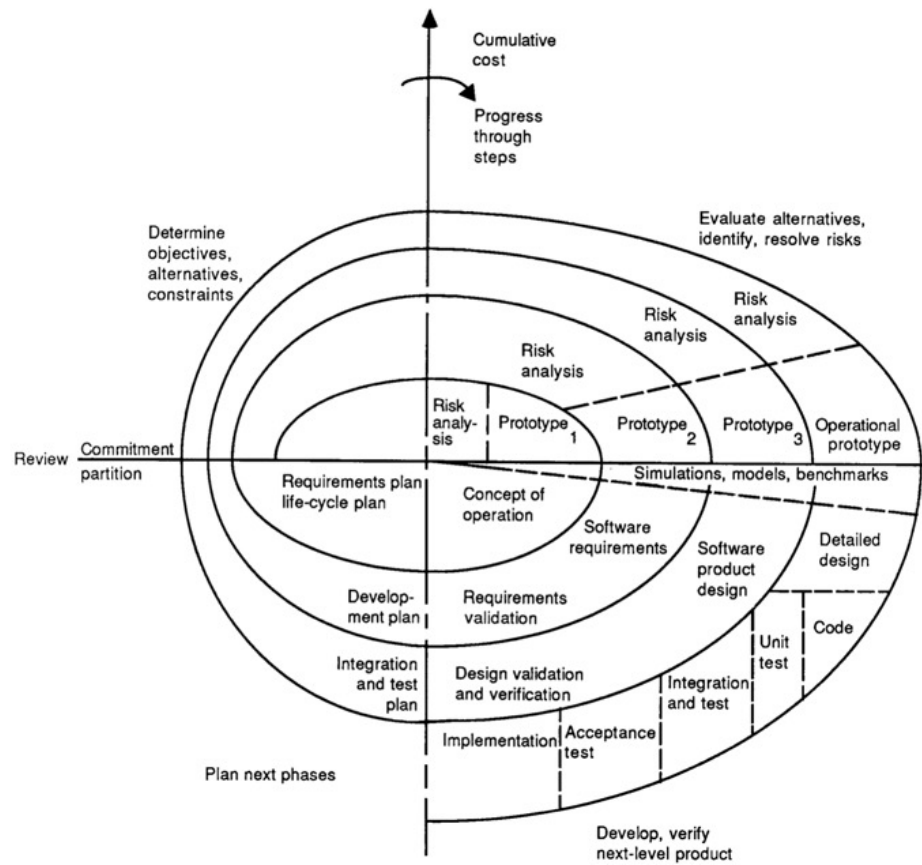 Cumulative
cost
Progress
through
steps
Determine
objectives,
alternatives,
constraints
Evaluate alternatives,
identify, resolve risks
Risk
analysis
Risk
analysis
Risk
analysis
Risk
analy-
sis
Prototype 1
Prototype 2
Prototype 3
Operational
prototype
Review
Commitment
partition
Simulations, models, benchmarks
Requirements plan
life-cycle plan
Concept of
operation
Software
requirements
Software
product
design
Detailed
design
Develop-
ment plan
Requirements
validation
Code
Unit
test
Integration
and test
plan
Design validation
and verification
Integration
and test
Acceptance
test
Implementation
Plan next phases
Develop, verify
next-level product